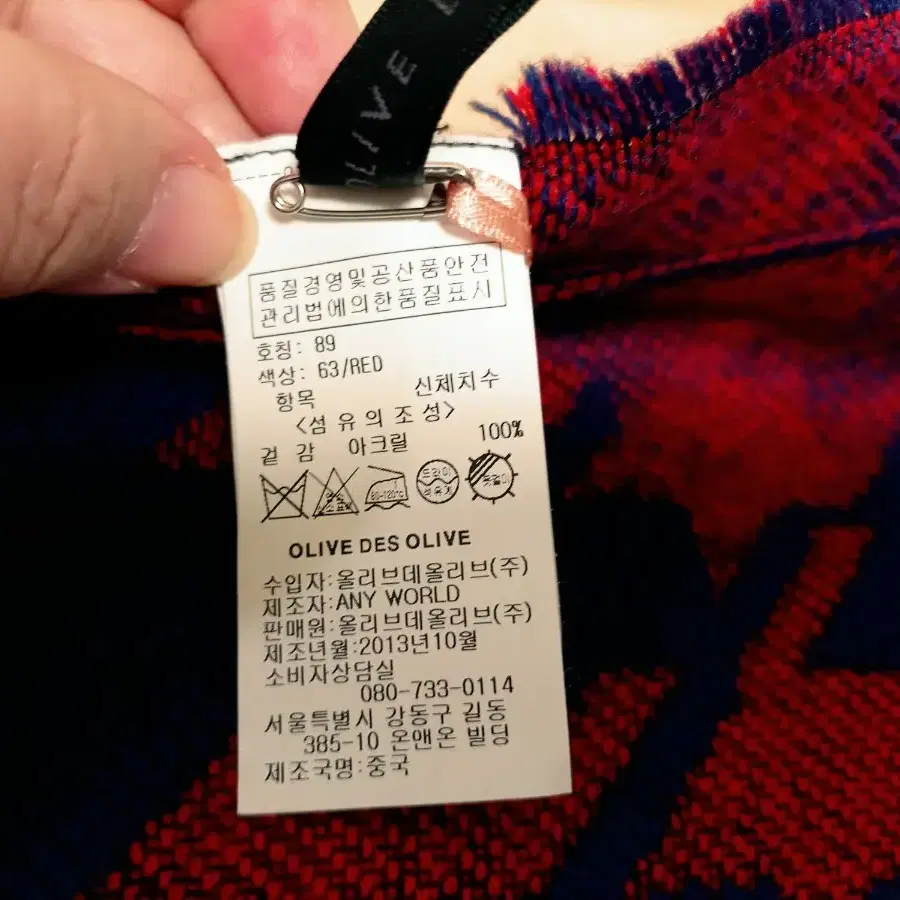 OLIVE
품질경영및공산품안전
관리법에의한품질표시
호칭: 89
색상: 63/RED
항목 신체치수
<섬유의조성>
겉 감 아크릴 100%
80-120℃ 드라이
OLIVE DES OLIVE
수입자:올리브데올리브(주)
제조자:ANY WORLD
판매원:올리브데올리브(주)
제조년월:2013년10월
소비자상담실
080-733-0114
서울특별시 강동구 길동
385-10 온앤온 빌딩
제조국명:중국